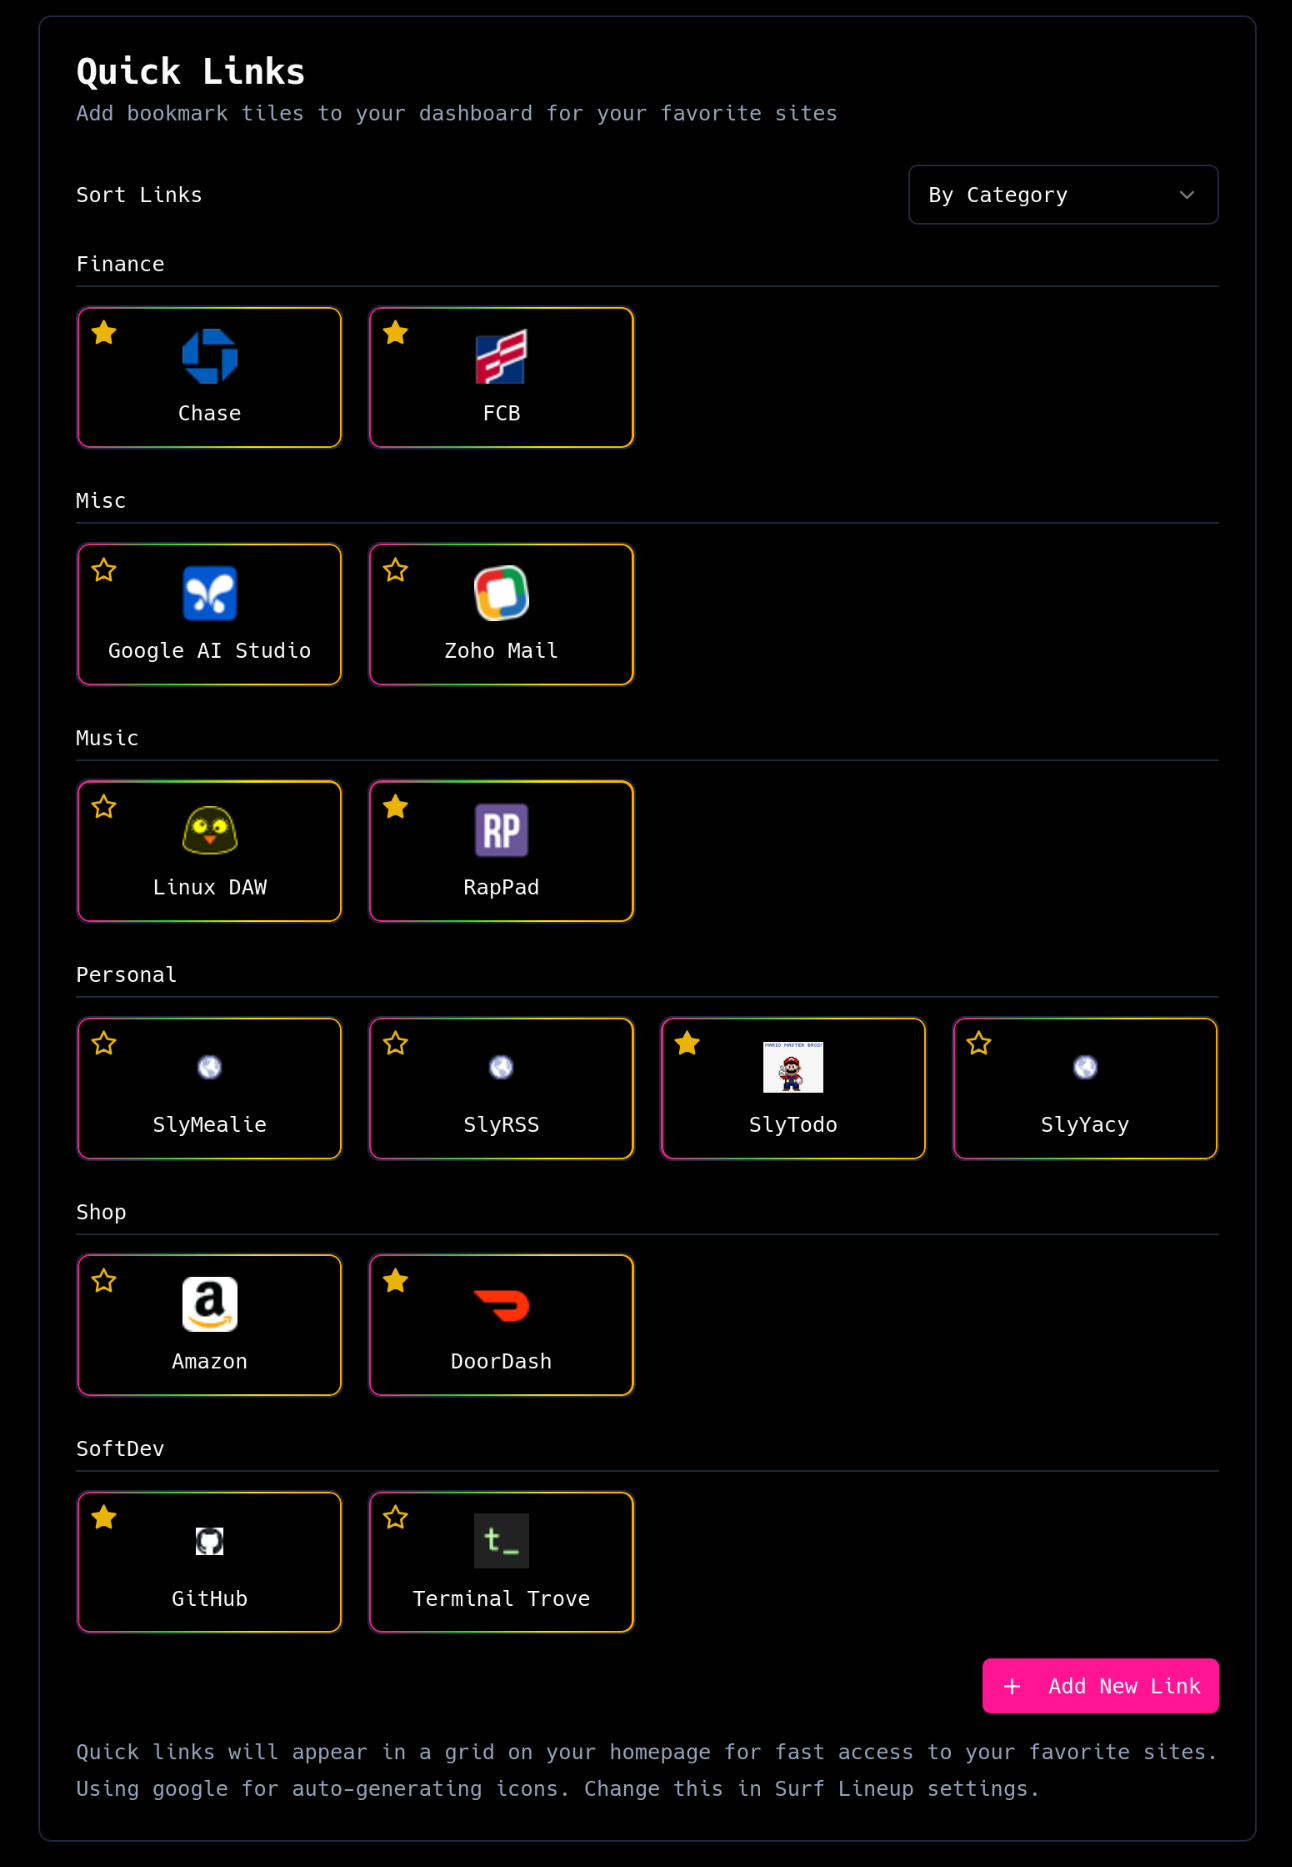 Quick Links
Add bookmark tiles to your dashboard for your favorite sites
Sort Links
By Category
Finance
Chase
FCB
Misc
Google AI Studio
Zoho Mail
Music
Linux DAW
RP
RapPad
Personal
SlyMealie
SlyRSS
MARIO MASTER BROS!
SlyTodo
SlyYacy
Shop
a
Amazon
DoorDash
SoftDev
GitHub
t_
Terminal Trove
+ Add New Link
Quick links will appear in a grid on your homepage for fast access to your favorite sites.
Using google for auto-generating icons. Change this in Surf Lineup settings.